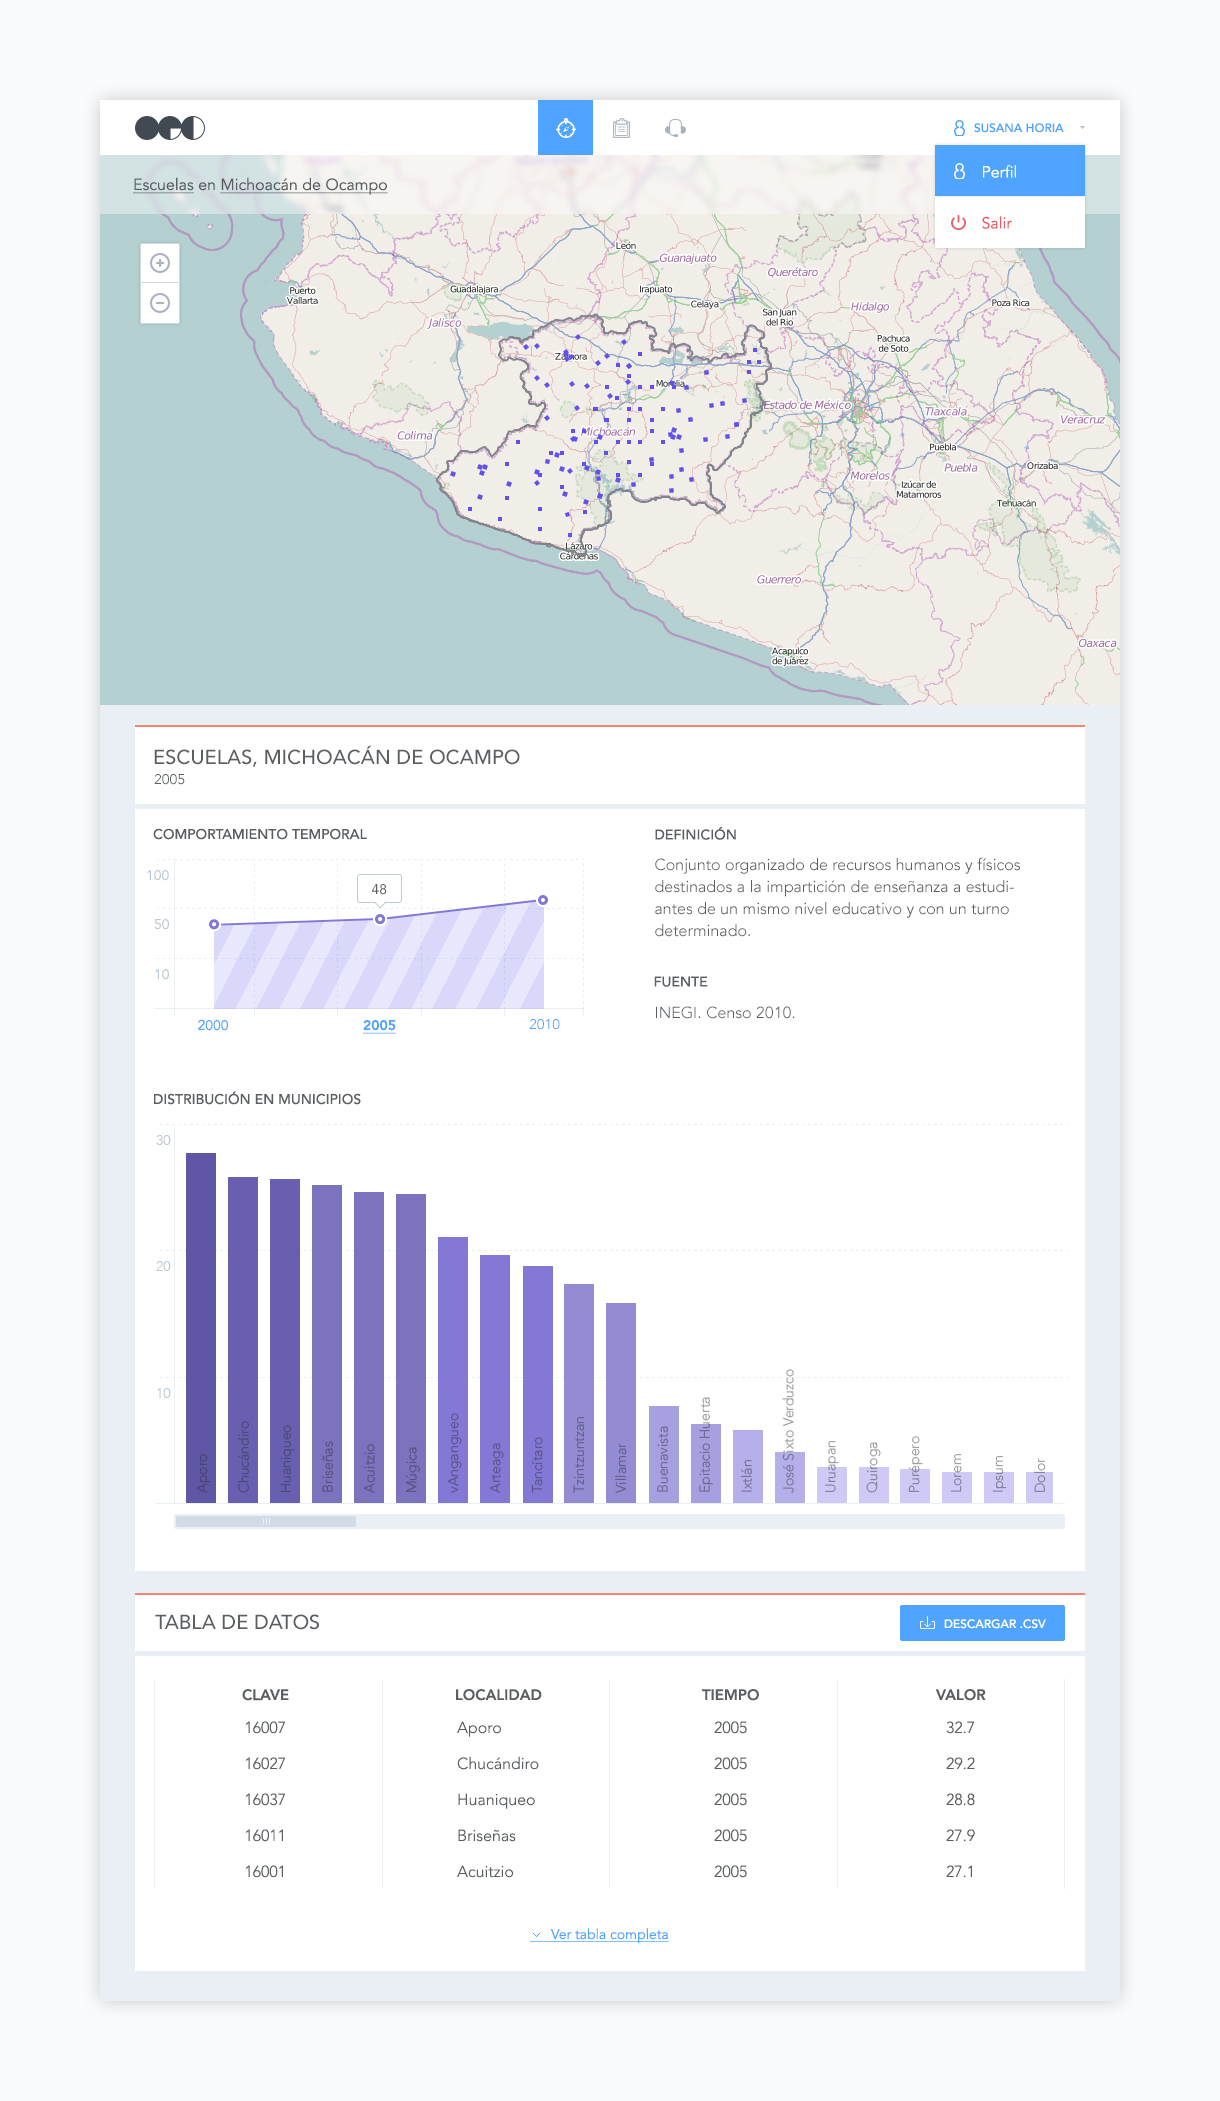 SUSANA HORIA
Perfil
Salir
Escuelas en Michoacán de Ocampo
León
Guanajuato
Querétaro
Puerto
Vallarta
Guadalajara
Irapuato
Celaya
San Juan
del Río
Hidalgo
Poza Rica
Jalisco
Pachuca
de Soto
Zamora
Morelia
Estado de México
Tlaxcala
Veracruz
Colima
Michoacán
Puebla
Puebla
Orizaba
Morelos
Izúcar de
Matamoros
Tehuacán
Lázaro
Cárdenas
Guerrero
Acapulco
de Juárez
Oaxaca
ESCUELAS, MICHOACÁN DE OCAMPO
2005
COMPORTAMIENTO TEMPORAL
100
50
10
48
2000
2005
2010
DEFINICIÓN
Conjunto organizado de recursos humanos y físicos
destinados a la impartición de enseñanza a estudi-
antes de un mismo nivel educativo y con un turno
determinado.
FUENTE
INEGI. Censo 2010.
DISTRIBUCIÓN EN MUNICIPIOS
30
20
10
Aporo
Chucándiro
Huaniqueo
Briseñas
Acuitzio
Múgica
vAngangueo
Arteaga
Tancítaro
Tzintzuntzan
Villamar
Buenavista
Epitacio Huerta
Ixtlán
José Sixto Verduzco
Uruapan
Quiroga
Purépero
Lorem
Ipsum
Dolor
TABLA DE DATOS
DESCARGAR .CSV
CLAVE LOCALIDAD TIEMPO VALOR
16007 Aporo 2005 32.7
16027 Chucándiro 2005 29.2
16037 Huaniqueo 2005 28.8
16011 Briseñas 2005 27.9
16001 Acuitzio 2005 27.1
Ver tabla completa